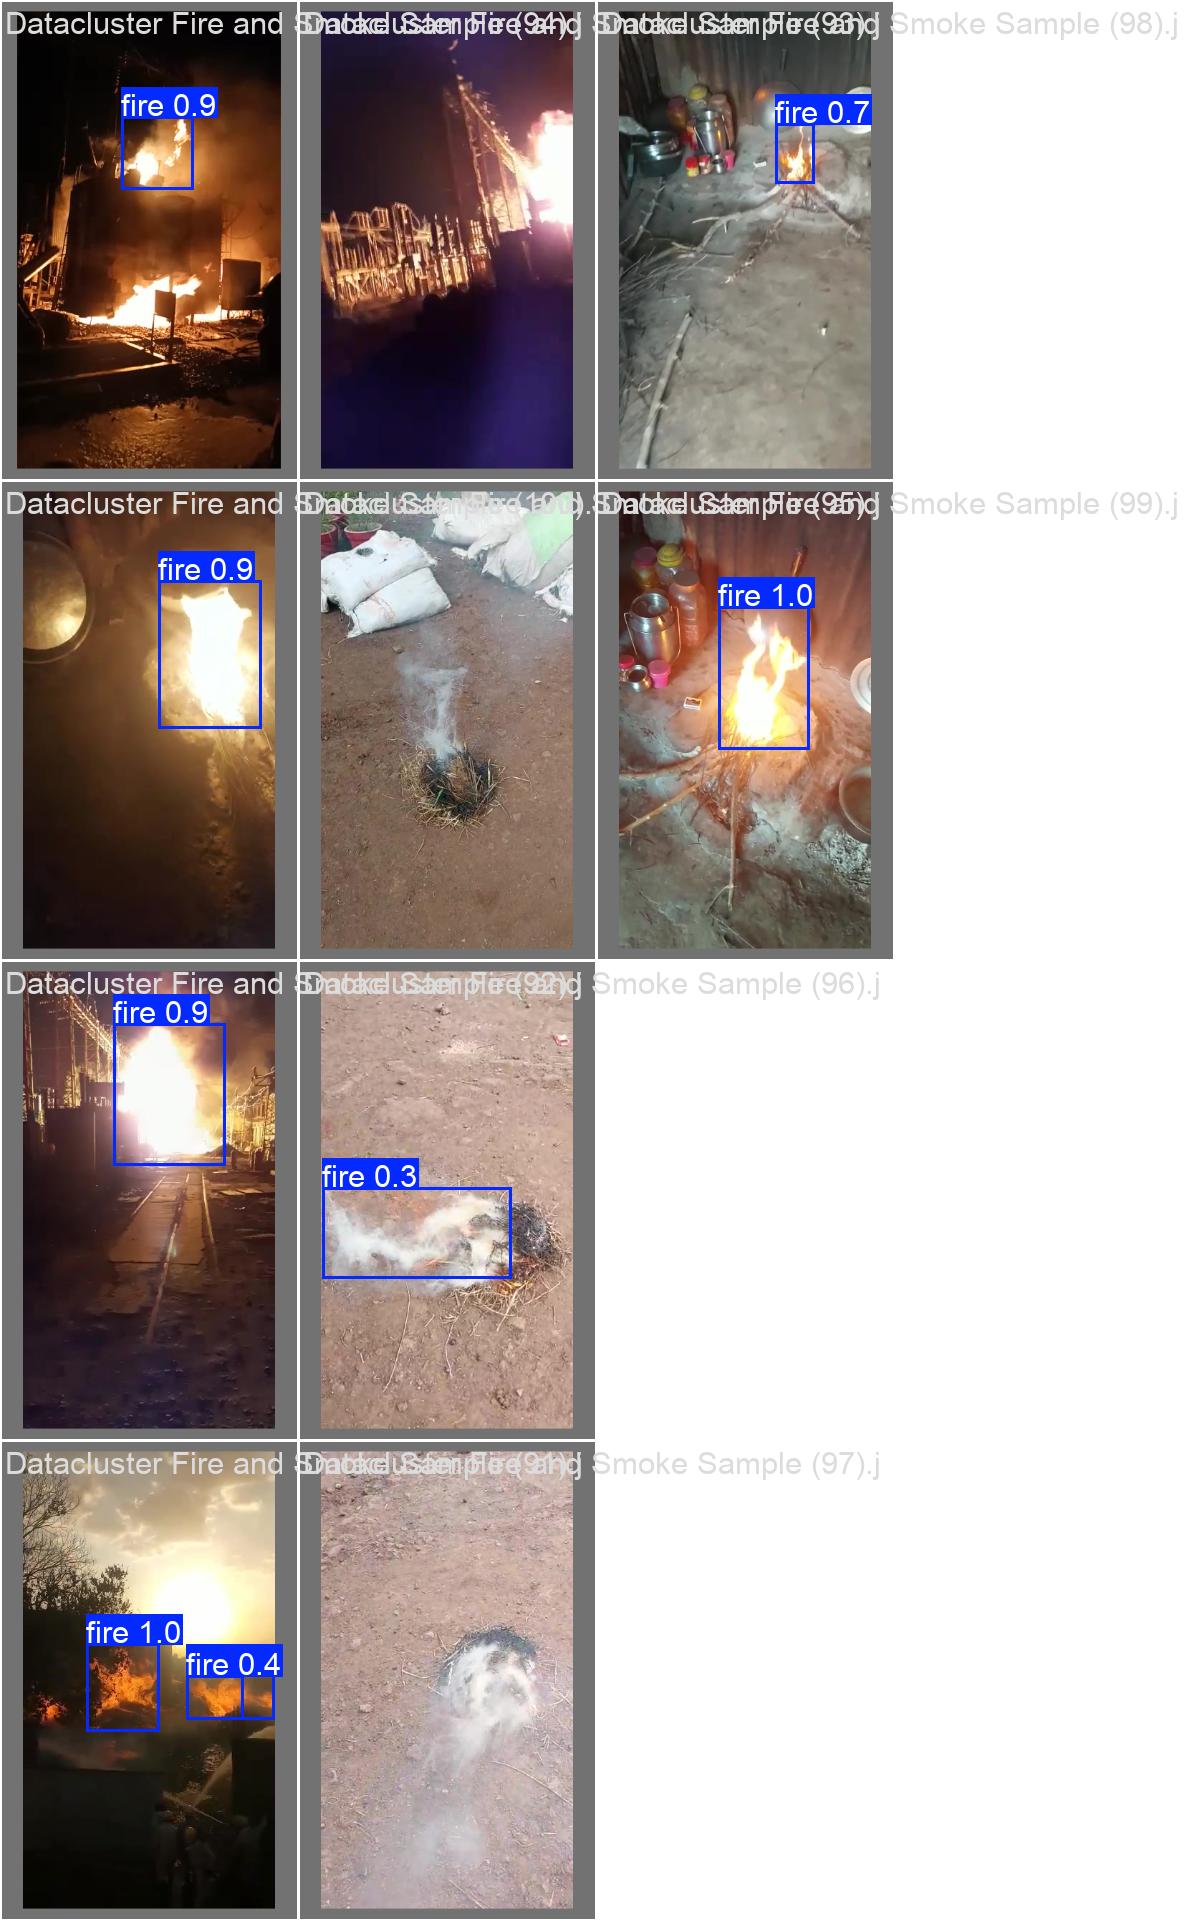 Datacluster Fire and Smoke Sample (94).j
Datacluster Fire and Smoke Sample (93).j
Datacluster Fire and Smoke Sample (98).j
fire 0.9
fire 0.7
Datacluster Fire and Smoke Sample (100).
Datacluster Fire and Smoke Sample (95).j
Datacluster Fire and Smoke Sample (99).j
fire 0.9
fire 1.0
Datacluster Fire and Smoke Sample (92).j
Datacluster Fire and Smoke Sample (96).j
fire 0.9
fire 0.3
Datacluster Fire and Smoke Sample (91).j
Datacluster Fire and Smoke Sample (97).j
fire 1.0
fire 0.4